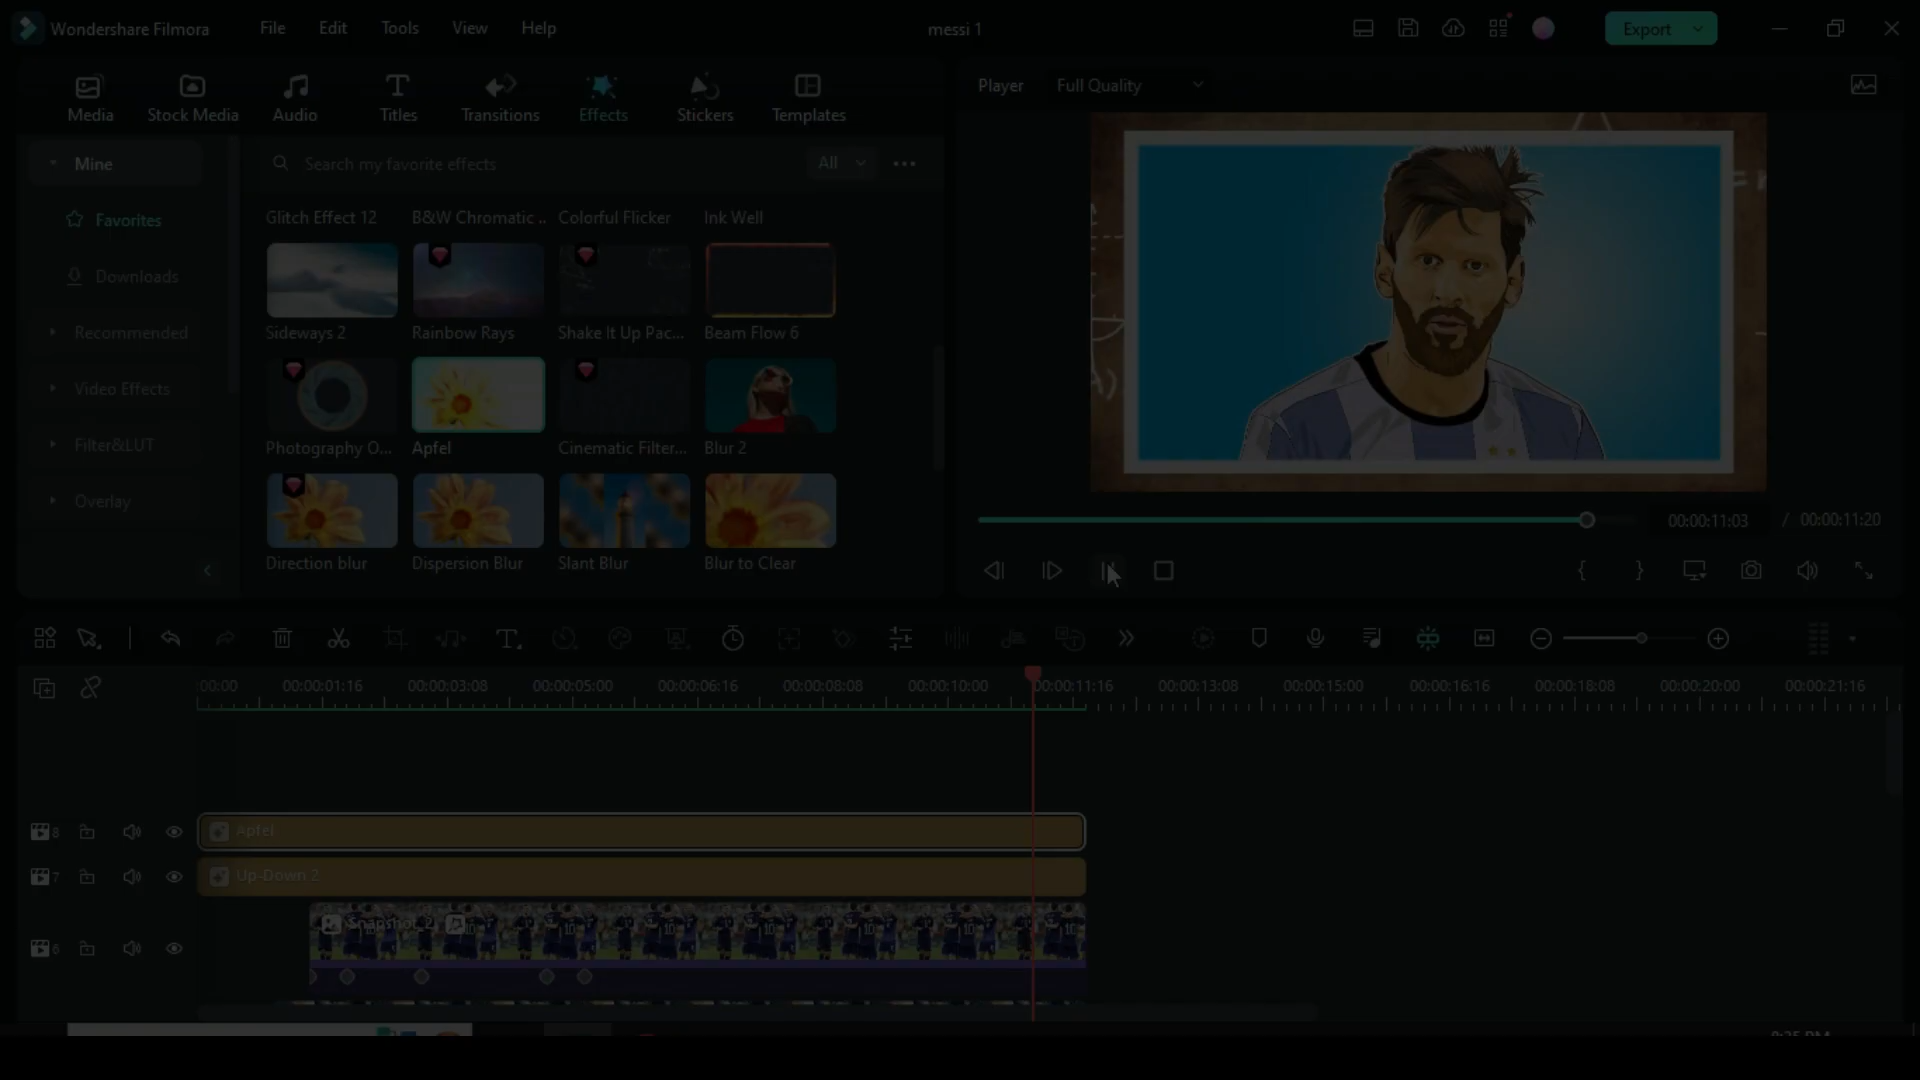 Wondershare Filmora File Edit Tools View Help messi 1 Export
Media Stock Media Audio Titles Transitions Effects Stickers Templates
Player Full Quality
Mine
Search my favorite effects All
Favorites
Downloads
Recommended
Video Effects
Filter&LUT
Overlay
Glitch Effect 12 B&W Chromatic .. Colorful Flicker Ink Well
Sideways 2 Rainbow Rays Shake It Up Pac... Beam Flow 6
Photography O... Apfel Cinematic Filter... Blur 2
Direction blur Dispersion Blur Slant Blur Blur to Clear
00:00:11:03 / 00:00:11:20
:00:00 00:00:01:16 00:00:03:08 00:00:05:00 00:00:06:16 00:00:08:08 00:00:10:00 00:00:11:16 00:00:13:08 00:00:15:00 00:00:16:16 00:00:18:08 00:00:20:00 00:00:21:16
8 Apfel
7 Up-Down 2
6 Snapshot_2
8:25 PM